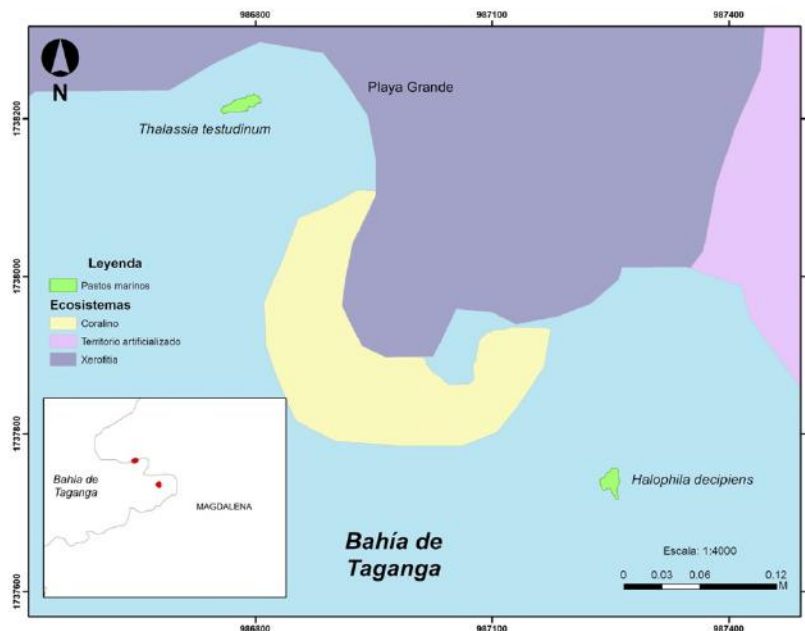 986800 987100 987400
N
Playa Grande
1738200
Thalassia testudinum
1738000
Leyenda
Pastos marinos
Ecosistemas
Coralino
Territorio artificializado
Xerofitia
1737800
Bahía de
Taganga
MAGDALENA
Halophila decipiens
Bahía de
Taganga
Escala: 1:4000
0 0.03 0.06 0.12
M
1737600
986800 987100 987400